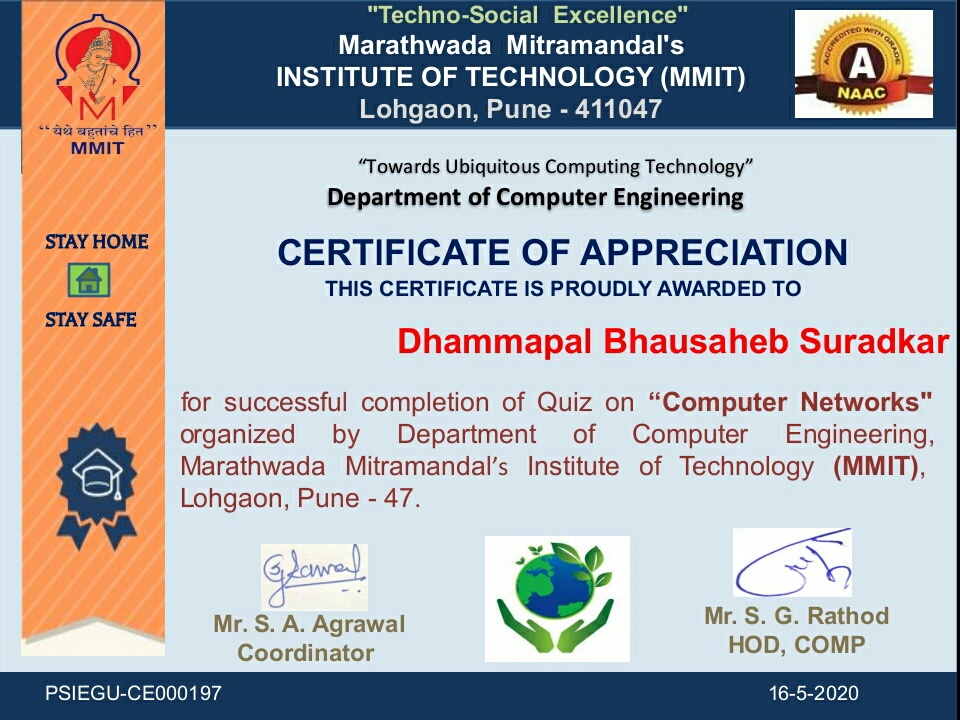 "Techno-Social Excellence"
Marathwada Mitramandal's
INSTITUTE OF TECHNOLOGY (MMIT)
Lohgaon, Pune - 411047
ACCREDITED WITH GRADE
A
NAAC
M
“येथे बहुतांचे हित”
MMIT
“Towards Ubiquitous Computing Technology”
Department of Computer Engineering
STAY HOME
STAY SAFE
CERTIFICATE OF APPRECIATION
THIS CERTIFICATE IS PROUDLY AWARDED TO
Dhammapal Bhausaheb Suradkar
for successful completion of Quiz on “Computer Networks"
organized by Department of Computer Engineering,
Marathwada Mitramandal’s Institute of Technology (MMIT),
Lohgaon, Pune - 47.
Mr. S. A. Agrawal
Coordinator
Mr. S. G. Rathod
HOD, COMP
PSIEGU-CE000197
16-5-2020